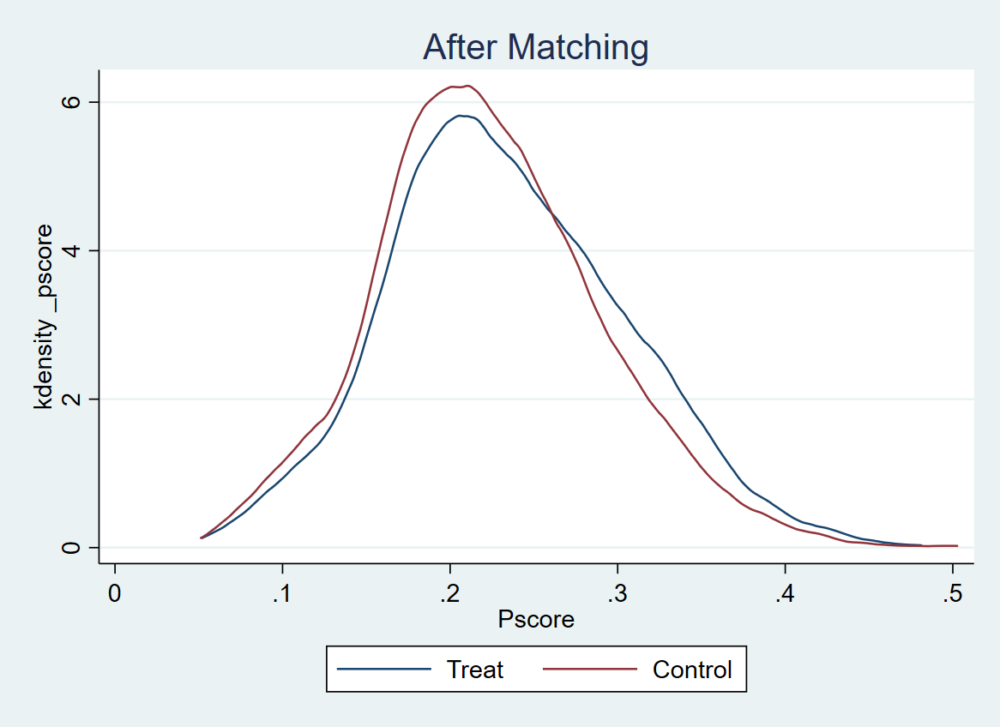 After Matching
kdensity _pscore
6
4
2
0
0 .1 .2 .3 .4 .5
Pscore
Treat Control